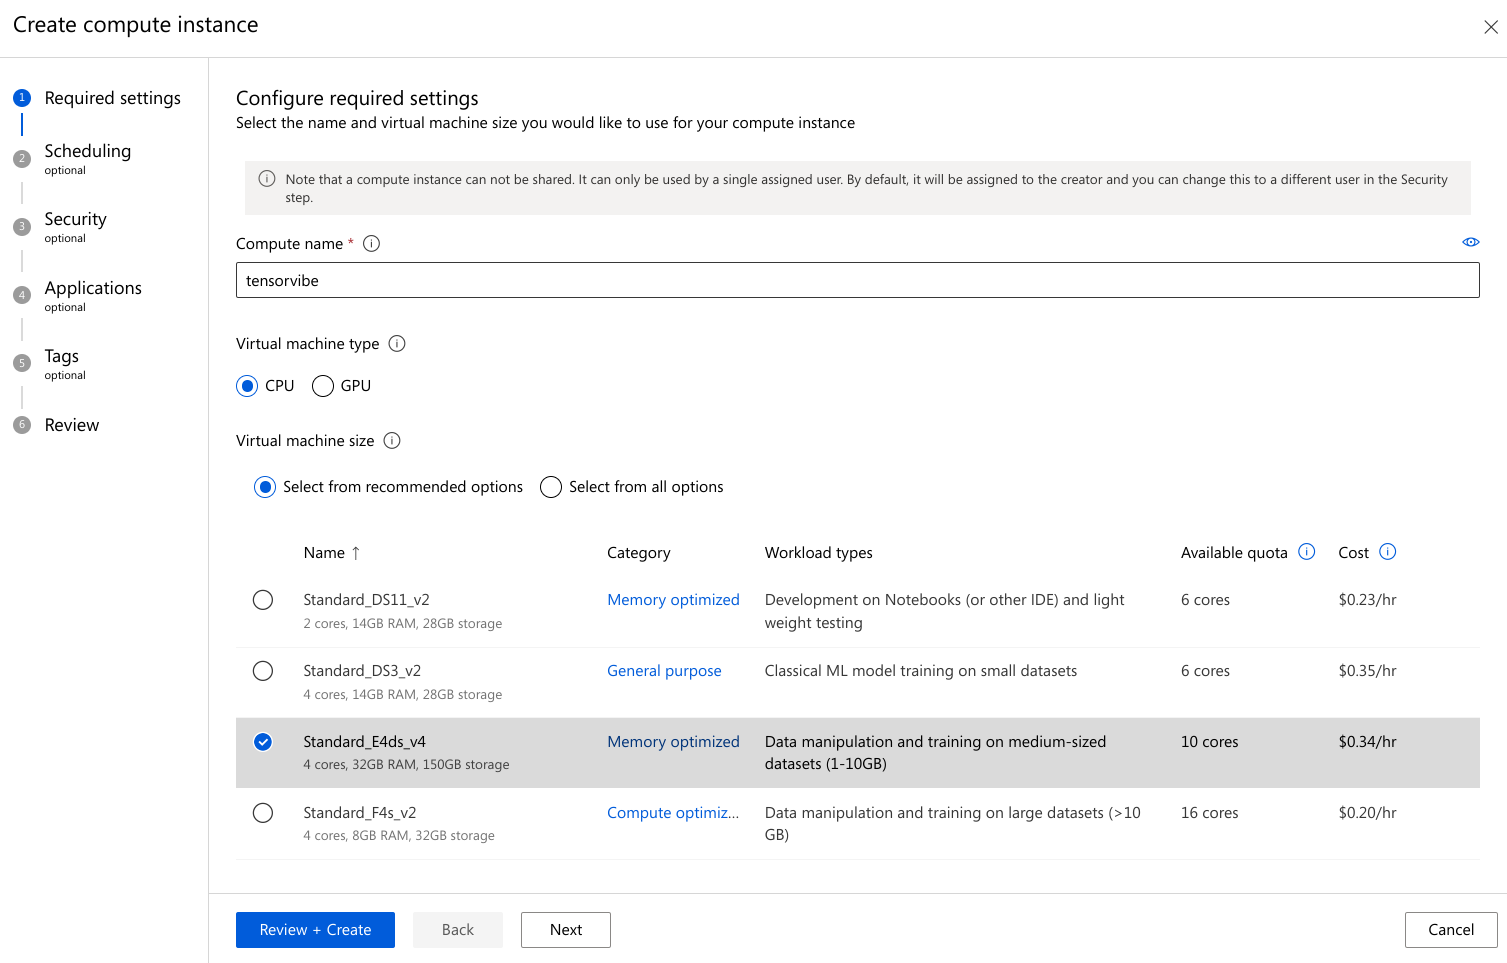 Create compute instance
1 Required settings
2 Scheduling
optional
3 Security
optional
4 Applications
optional
5 Tags
optional
6 Review
Configure required settings
Select the name and virtual machine size you would like to use for your compute instance
Note that a compute instance can not be shared. It can only be used by a single assigned user. By default, it will be assigned to the creator and you can change this to a different user in the Security
step.
Compute name *
tensorvibe
Virtual machine type
CPU GPU
Virtual machine size
Select from recommended options Select from all options
Name ↑ Category Workload types Available quota Cost
Standard_DS11_v2 Memory optimized Development on Notebooks (or other IDE) and light 6 cores $0.23/hr
2 cores, 14GB RAM, 28GB storage weight testing
Standard_DS3_v2 General purpose Classical ML model training on small datasets 6 cores $0.35/hr
4 cores, 14GB RAM, 28GB storage
Standard_E4ds_v4 Memory optimized Data manipulation and training on medium-sized 10 cores $0.34/hr
4 cores, 32GB RAM, 150GB storage datasets (1-10GB)
Standard_F4s_v2 Compute optimiz... Data manipulation and training on large datasets (>10 16 cores $0.20/hr
4 cores, 8GB RAM, 32GB storage GB)
Review + Create Back Next Cancel